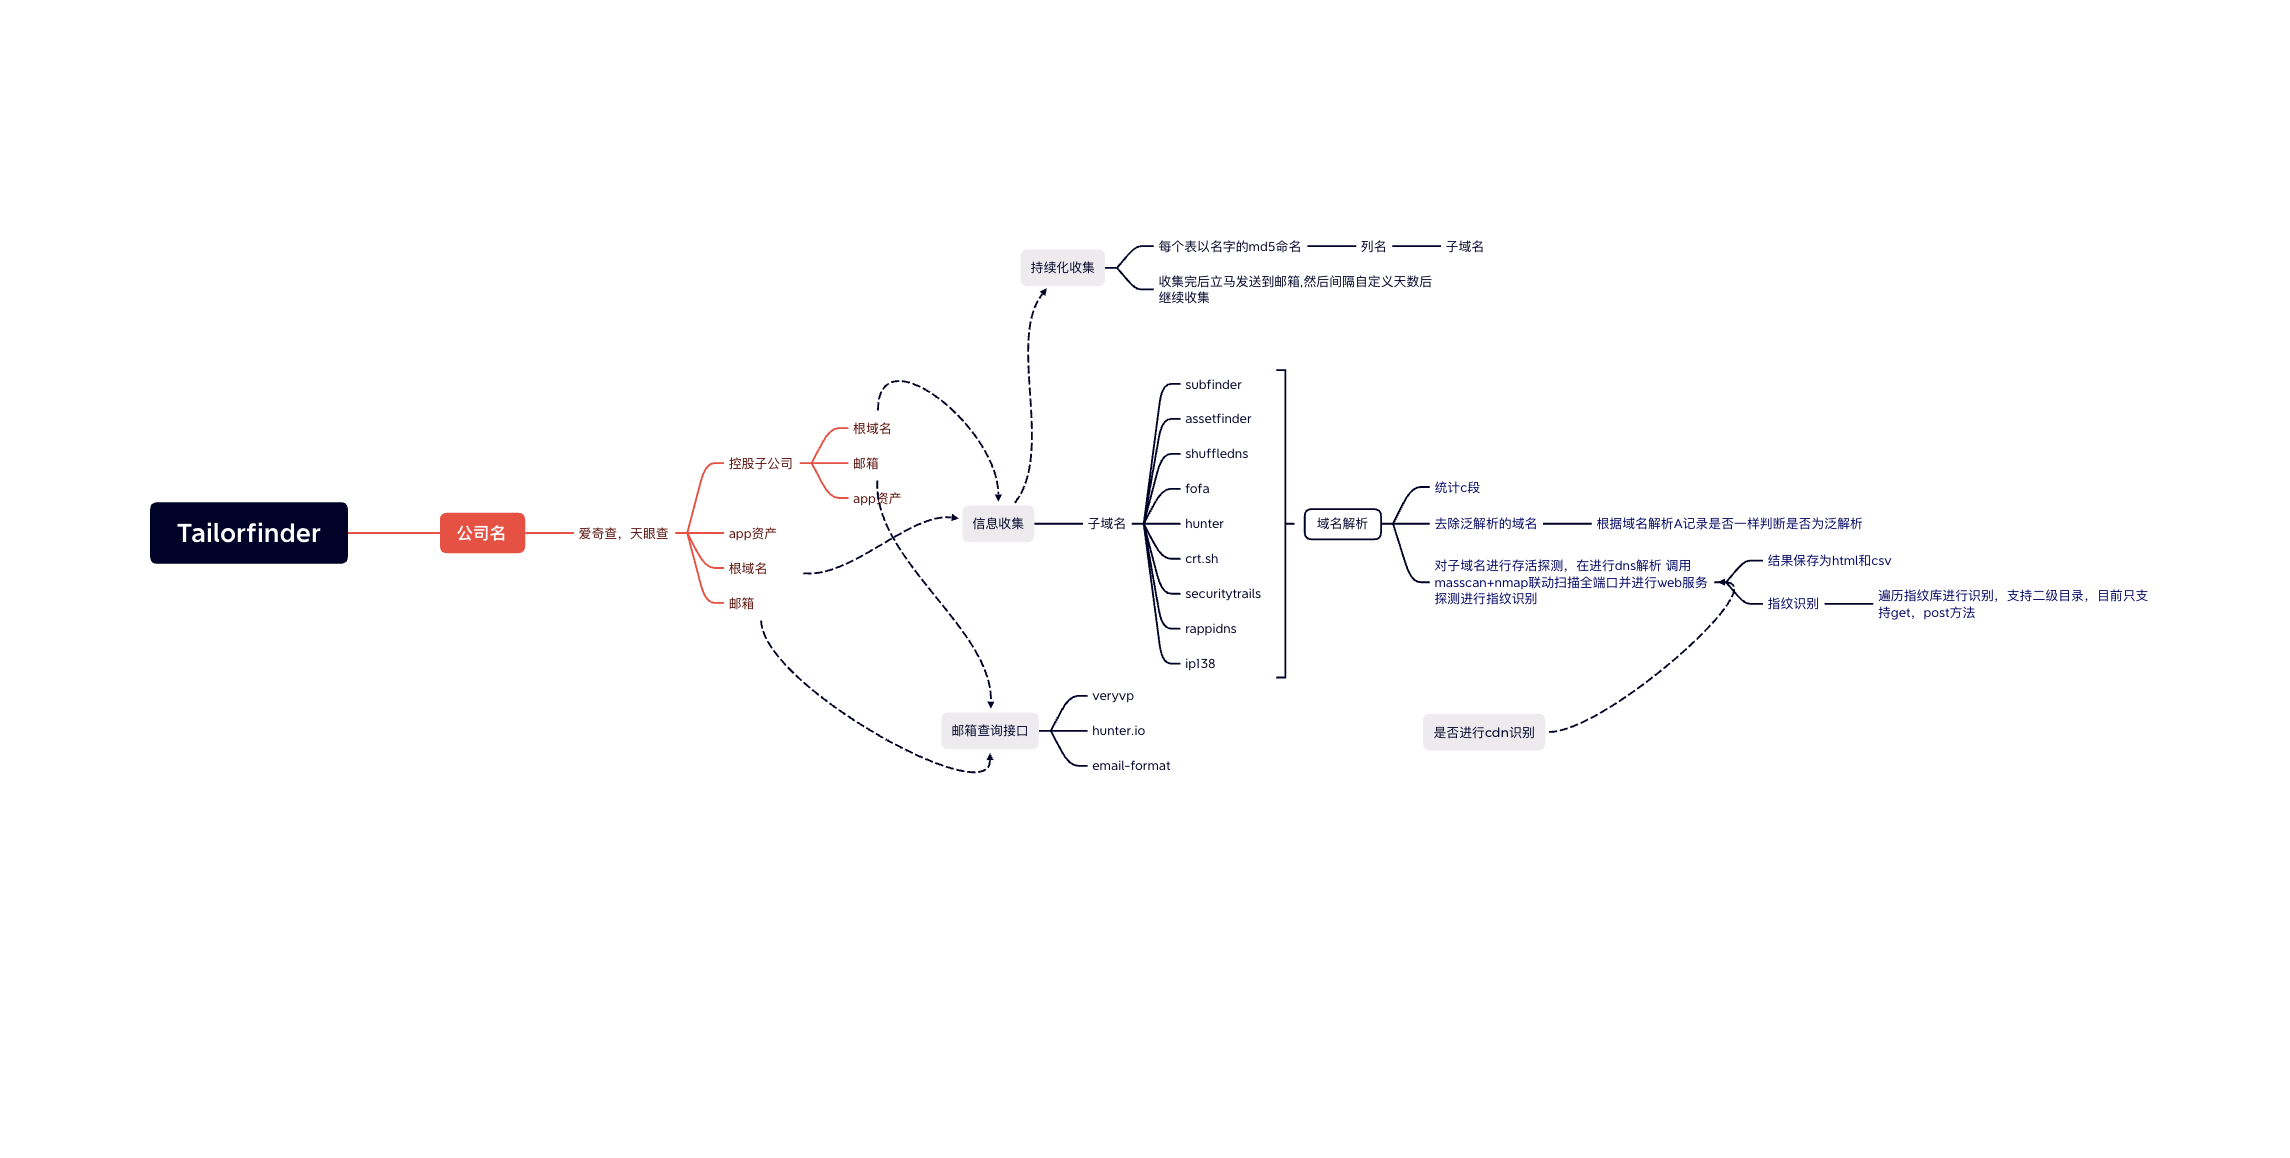 Tailorfinder
公司名
爱奇查，天眼查
控股子公司
根域名
邮箱
app资产
app资产
根域名
邮箱
持续化收集
每个表以名字的md5命名
列名
子域名
收集完后立马发送到邮箱,然后间隔自定义天数后
继续收集
信息收集
子域名
subfinder
assetfinder
shuffledns
fofa
hunter
crt.sh
securitytrails
rappidns
ip138
域名解析
统计c段
去除泛解析的域名
根据域名解析A记录是否一样判断是否为泛解析
对子域名进行存活探测，在进行dns解析 调用
masscan+nmap联动扫描全端口并进行web服务
探测进行指纹识别
结果保存为html和csv
指纹识别
遍历指纹库进行识别，支持二级目录，目前只支
持get，post方法
邮箱查询接口
veryvp
hunter.io
email-format
是否进行cdn识别